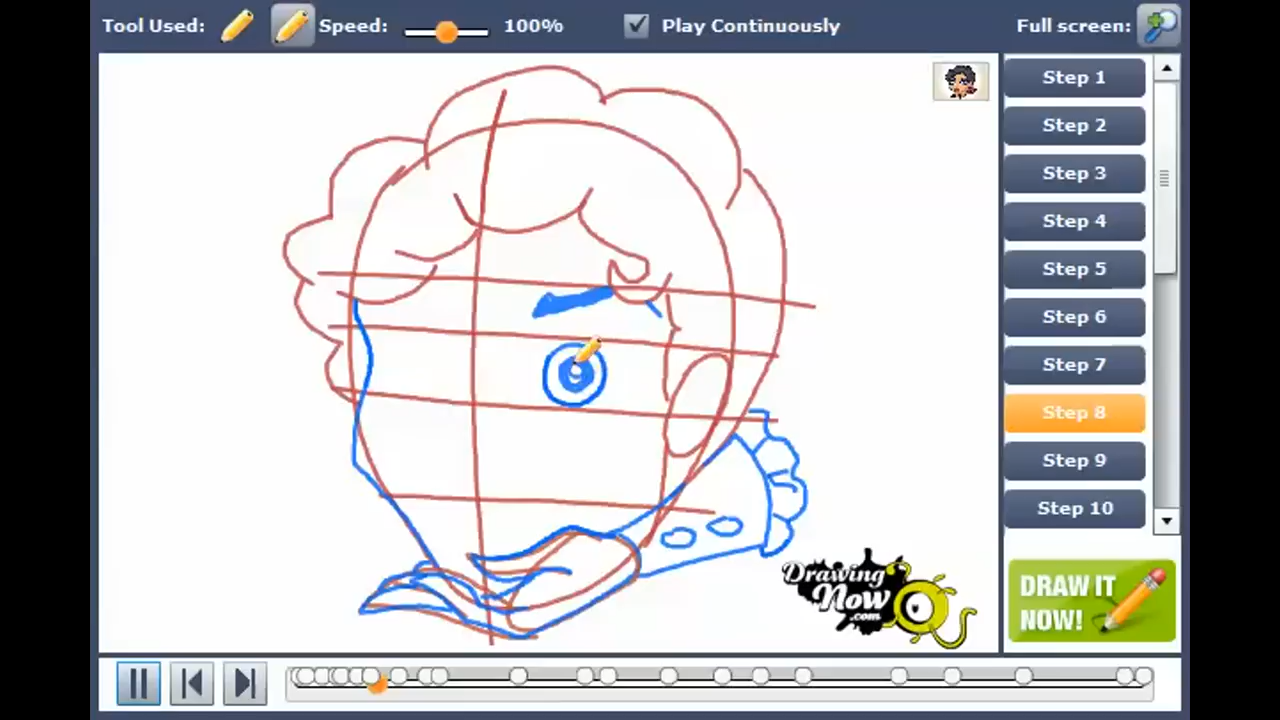 Tool Used:
Speed:
100%
Play Continuously
Full screen:
Step 1
Step 2
Step 3
Step 4
Step 5
Step 6
Step 7
Step 8
Step 9
Step 10
Drawing
Now
.com
DRAW IT
NOW!